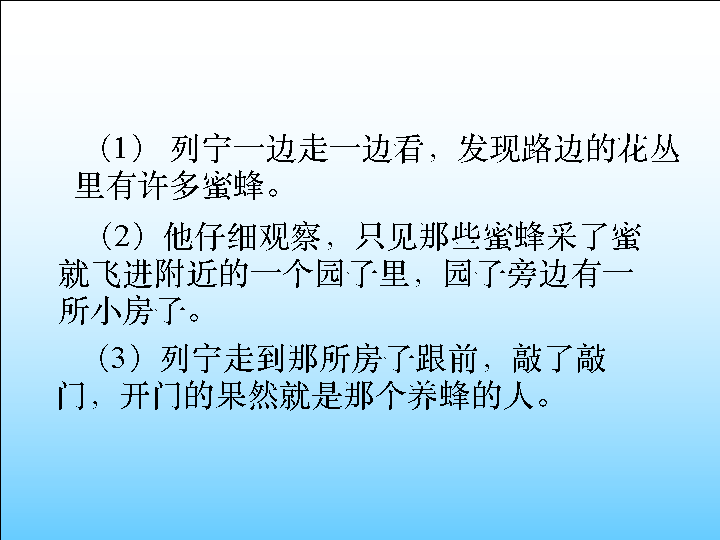 （1） 列宁一边走一边看，发现路边的花丛
里有许多蜜蜂。
（2）他仔细观察，只见那些蜜蜂采了蜜
就飞进附近的一个园子里，园子旁边有一
所小房子。
（3）列宁走到那所房子跟前，敲了敲
门，开门的果然就是那个养蜂的人。